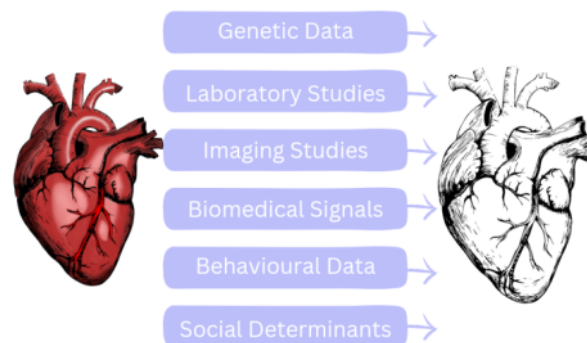 Genetic Data
Laboratory Studies
Imaging Studies
Biomedical Signals
Behavioural Data
Social Determinants